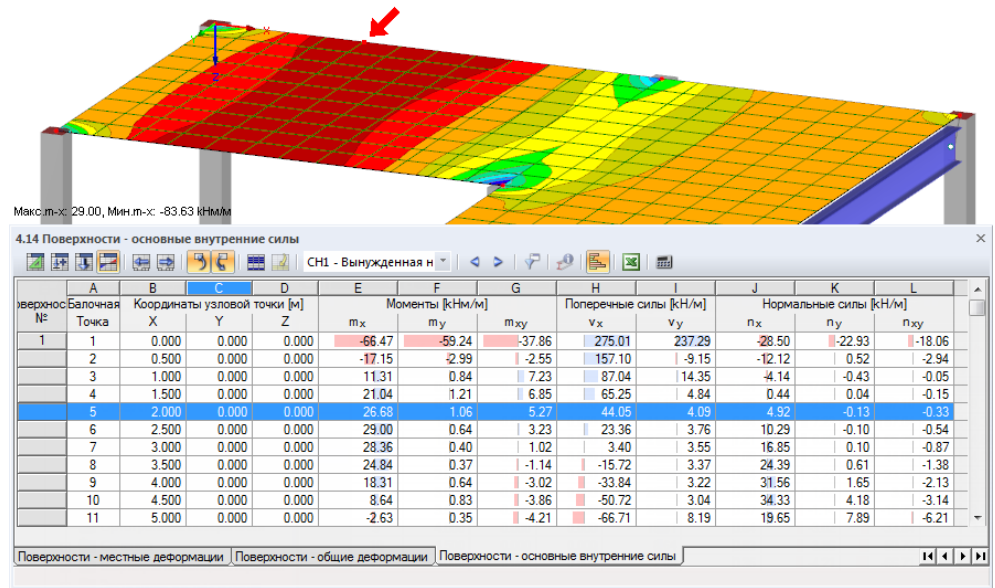 X
Z
Макс.m-x: 29.00, Мин.m-x: -83.63 kНм/м
4.14 Поверхности - основные внутренние силы
СН1 - Вынужденная н
A B C D E F G H I J K L
оверхнос Балочная Координаты узловой точки [м] Моменты [kНм/м] Поперечные силы [kН/м] Нормальные силы [kН/м]
№ Точка X Y Z mx my mxy vx vy nx ny nxy
1 1 0.000 0.000 0.000 -66.47 -59.24 -37.86 275.01 237.29 -28.50 -22.93 -18.06
2 0.500 0.000 0.000 -17.15 -2.99 -2.55 157.10 -9.15 -12.12 0.52 -2.94
3 1.000 0.000 0.000 11.31 0.84 7.23 87.04 14.35 -4.14 -0.43 -0.05
4 1.500 0.000 0.000 21.04 1.21 6.85 65.25 4.84 0.44 0.04 -0.15
5 2.000 0.000 0.000 26.68 1.06 5.27 44.05 4.09 4.92 -0.13 -0.33
6 2.500 0.000 0.000 29.00 0.64 3.23 23.36 3.76 10.29 -0.10 -0.54
7 3.000 0.000 0.000 28.36 0.40 1.02 3.40 3.55 16.85 0.10 -0.87
8 3.500 0.000 0.000 24.84 0.37 -1.14 -15.72 3.37 24.39 0.61 -1.38
9 4.000 0.000 0.000 18.31 0.64 -3.02 -33.84 3.22 31.56 1.65 -2.13
10 4.500 0.000 0.000 8.64 0.83 -3.86 -50.72 3.04 34.33 4.18 -3.14
11 5.000 0.000 0.000 -2.63 0.35 -4.21 -66.71 8.19 19.65 7.89 -6.21
Поверхности - местные деформации Поверхности - общие деформации Поверхности - основные внутренние силы